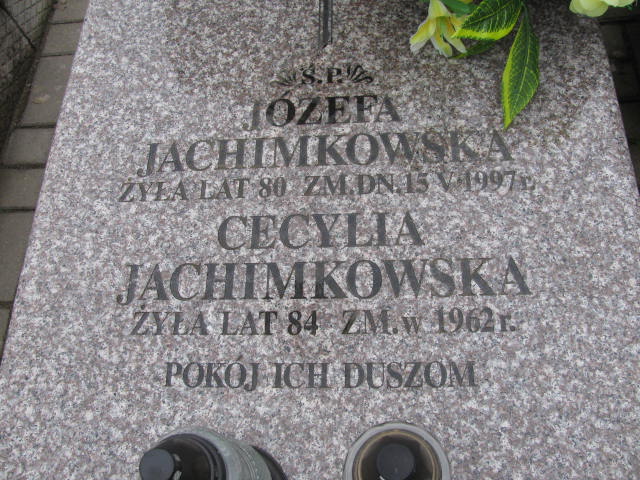 Ś.P.
JÓZEFA
JACHIMKOWSKA
ŻYŁA LAT 80 ZM. DN. 15 V 1997 r.
CECYLIA
JACHIMKOWSKA
ŻYŁA LAT 84 ZM. w 1962 r.
POKÓJ ICH DUSZOM